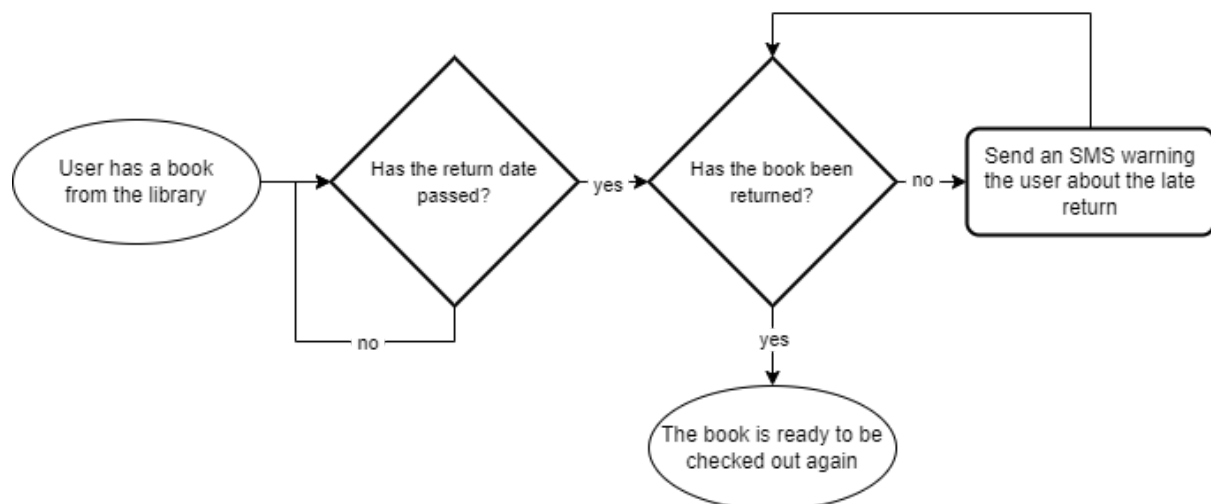 User has a book
from the library
Has the return date
passed?
no
yes
Has the book been
returned?
no
Send an SMS warning
the user about the late
return
yes
The book is ready to be
checked out again